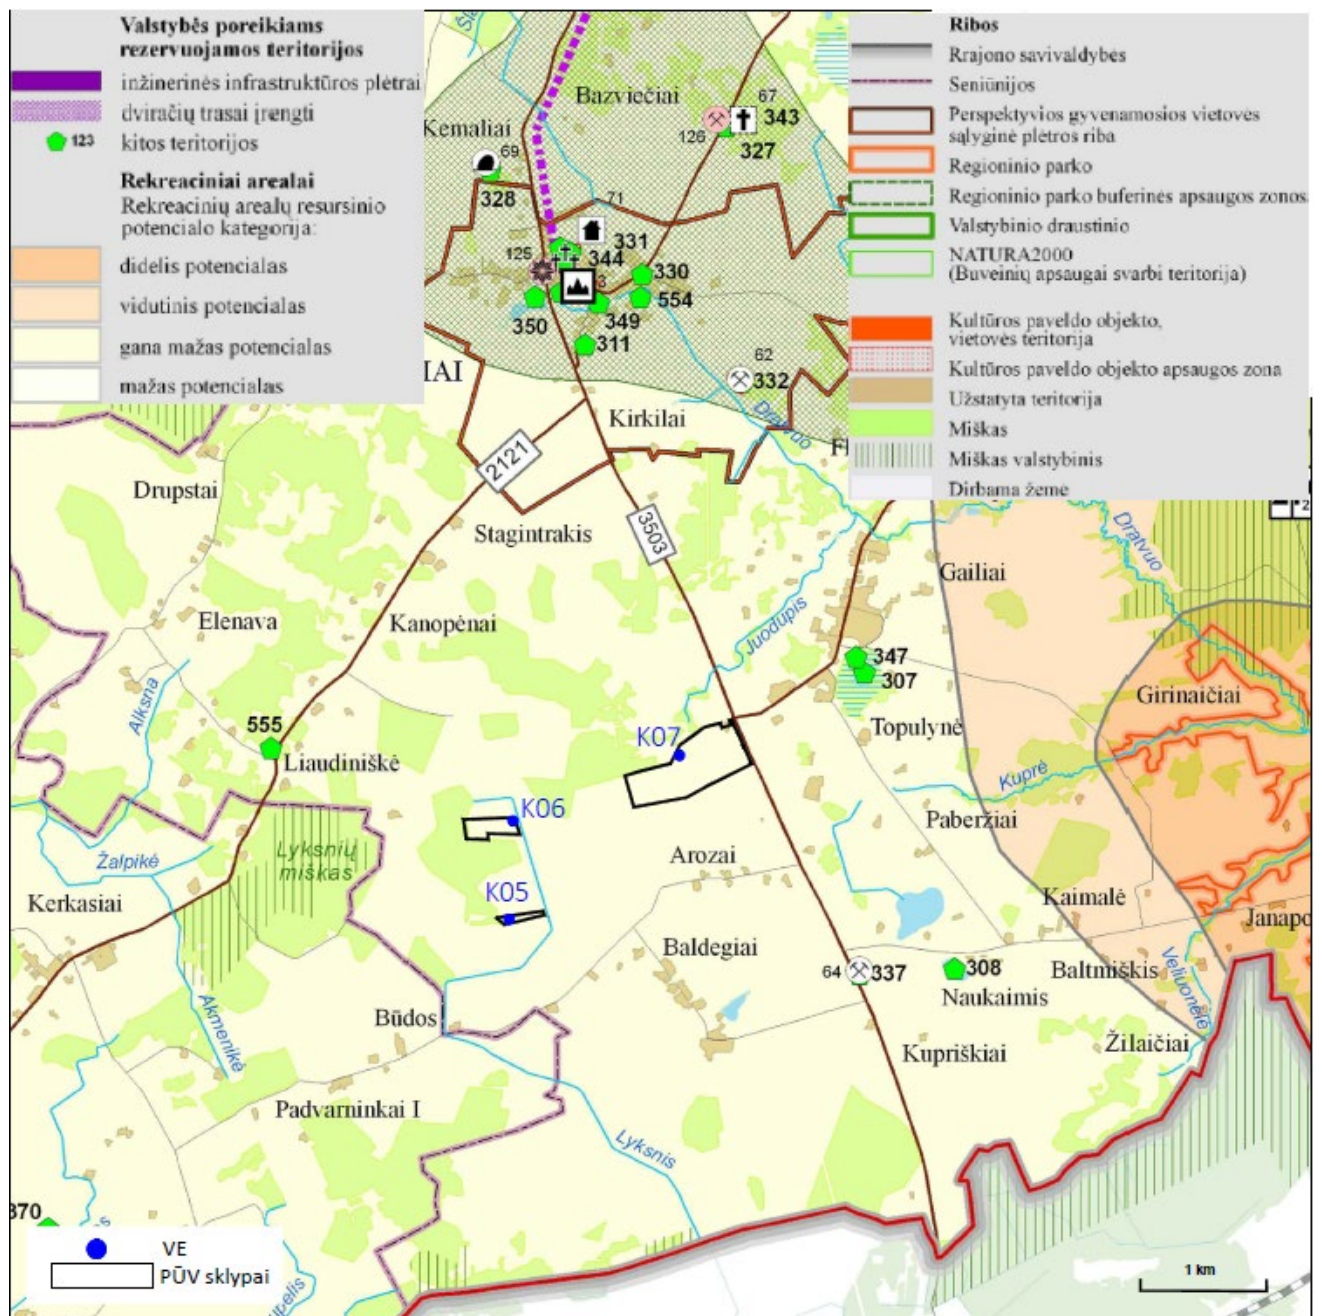 Valstybės poreikiams
rezervuojamos teritorijos
inžinerinės infrastruktūros plėtrai
dviračių trasai įrengti
123 kitos teritorijos
Rekreaciniai arealai
Rekreacinių arealų resursinio
potencialo kategorija:
didelis potencialas
vidutinis potencialas
gana mažas potencialas
mažas potencialas
Ribos
Rrajono savivaldybės
Seniūnijos
Perspektyvios gyvenamosios vietovės
sąlyginė plėtros riba
Regioninio parko
Regioninio parko buferinės apsaugos zonos
Valstybinio draustinio
NATURA2000
(Buveinių apsaugai svarbi teritorija)
Kultūros paveldo objekto,
vietovės teritorija
Kultūros paveldo objekto apsaugos zona
Užstatyta teritorija
Miškas
Miškas valstybinis
Dirbama žemė
Bazviečiai
67
343
126
327
Kemaliai
69
328
71
331
125
344
330
3
554
350
349
311
62
332
IAI
Kirkilai
Dratvuo
2121
Drupstai
Stagintrakis
3503
Dratvuo
Gailiai
Elenava
Kanopėnai
Juodupis
347
307
Girinaičiai
Alksna
555
Liaudiniškė
K07
Topulynė
Kuprė
K06
Paberžiai
Lyksnių
miškas
Žalpikė
Arozai
Kerkasiai
K05
Kaimalė
Janapo
Baldegiai
64
337
308
Baltmiškis
Veliuonėlė
Naukaimis
Akmenikė
Būdos
Kupriškiai
Žilaičiai
Padvarninkai I
Lyksnis
370
VE
PŪV sklypai
1 km